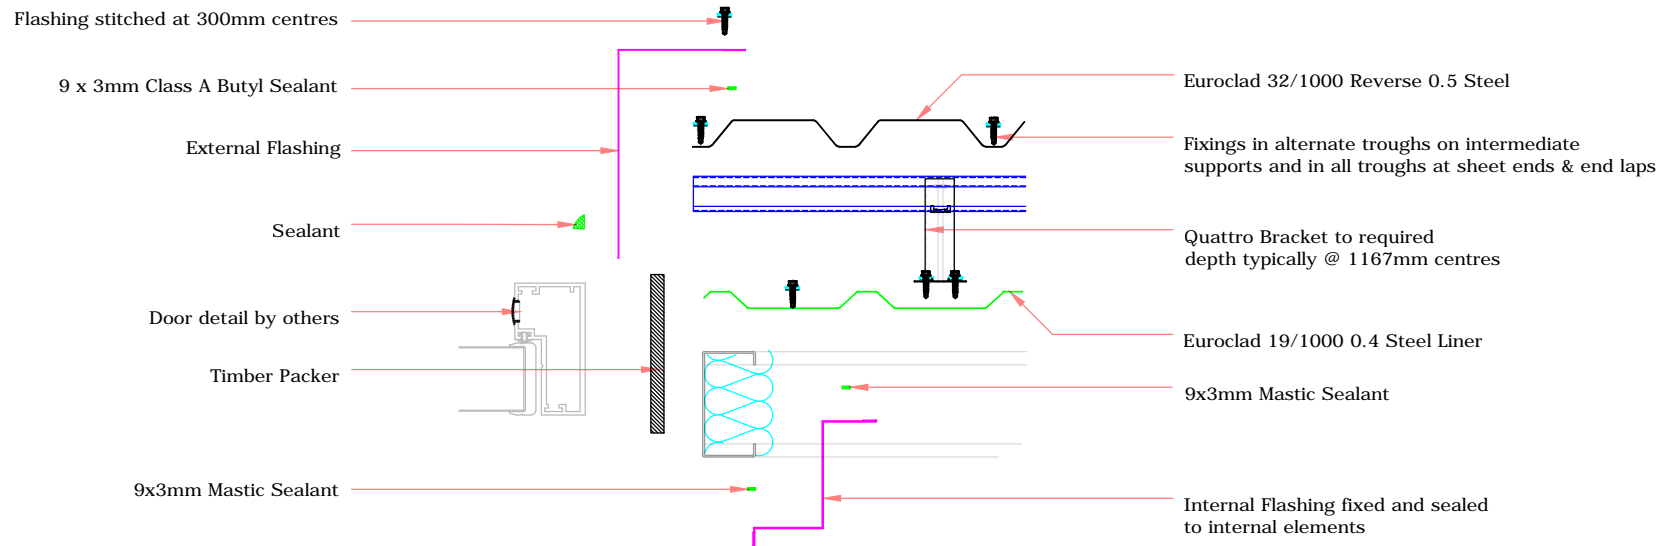 Flashing stitched at 300mm centres
9 x 3mm Class A Butyl Sealant
External Flashing
Sealant
Door detail by others
Timber Packer
9x3mm Mastic Sealant
Euroclad 32/1000 Reverse 0.5 Steel
Fixings in alternate troughs on intermediate
supports and in all troughs at sheet ends & end laps
Quattro Bracket to required
depth typically @ 1167mm centres
Euroclad 19/1000 0.4 Steel Liner
9x3mm Mastic Sealant
Internal Flashing fixed and sealed
to internal elements